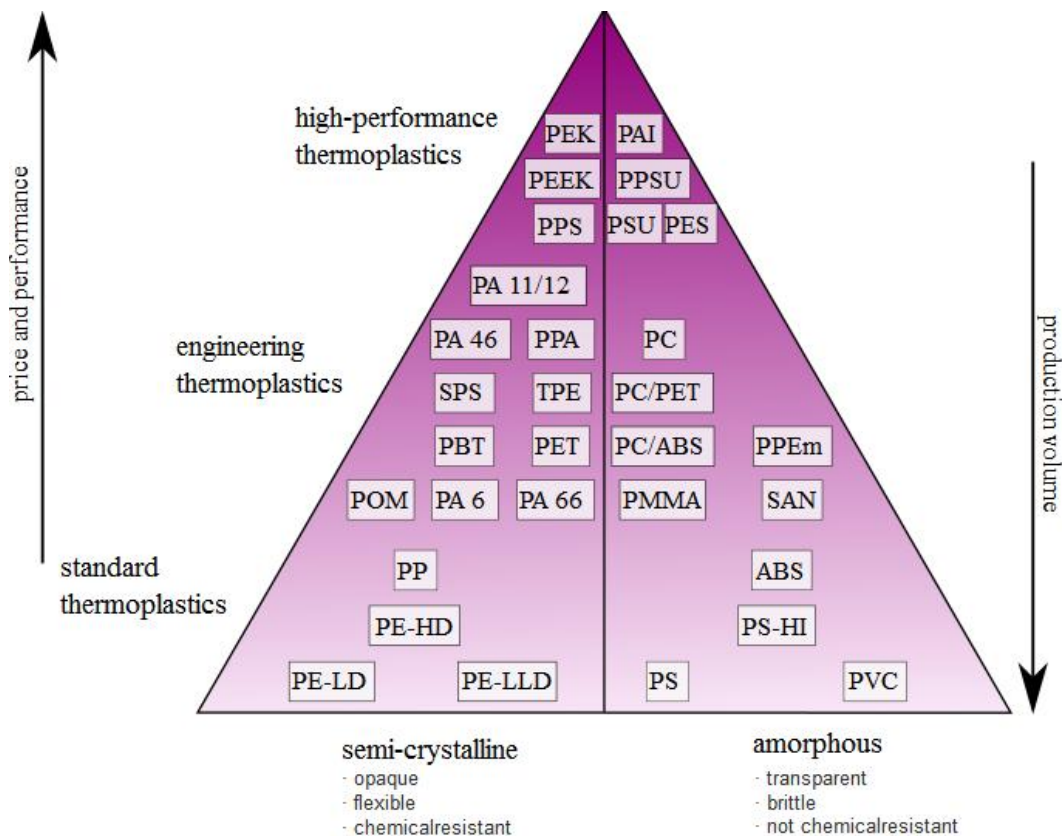 high-performance
thermoplastics
PEK
PAI
PEEK
PPSU
PPS
PSU
PES
PA 11/12
price and performance
production volume
engineering
thermoplastics
PA 46
PPA
PC
SPS
TPE
PC/PET
PBT
PET
PC/ABS
PPEm
POM
PA 6
PA 66
PMMA
SAN
standard
thermoplastics
PP
ABS
PE-HD
PS-HI
PE-LD
PE-LLD
PS
PVC
semi-crystalline
· opaque
· flexible
· chemicalresistant
amorphous
· transparent
· brittle
· not chemicalresistant